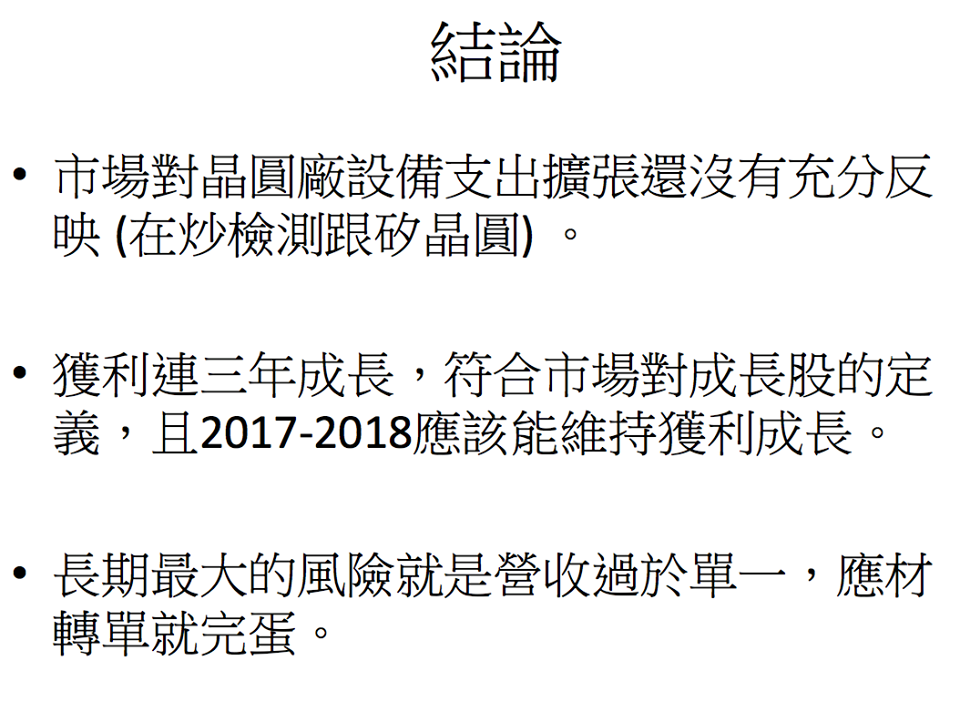 結論
• 市場對晶圓廠設備支出擴張還沒有充分反
映 (在炒檢測跟矽晶圓) 。
• 獲利連三年成長，符合市場對成長股的定
義，且2017-2018應該能維持獲利成長。
• 長期最大的風險就是營收過於單一，應材
轉單就完蛋。